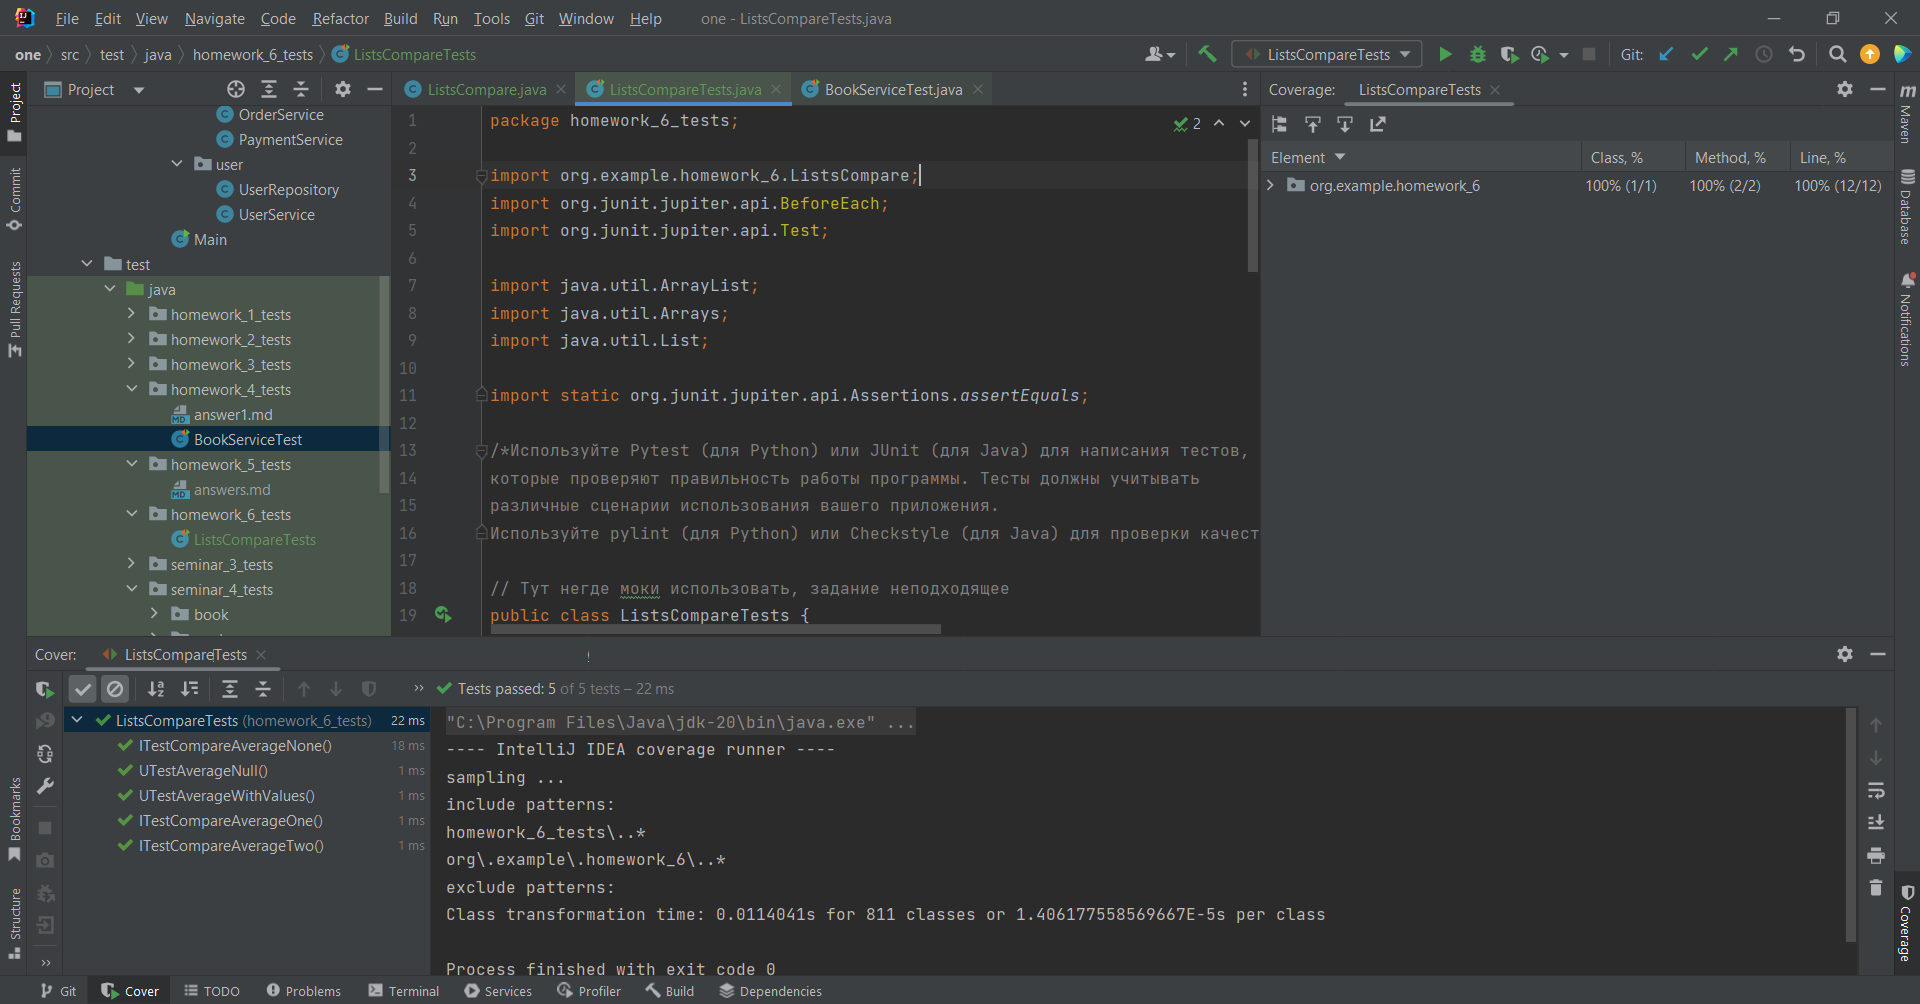 File Edit View Navigate Code Refactor Build Run Tools Git Window Help one - ListsCompareTests.java
one src test java homework_6_tests ListsCompareTests
ListsCompareTests Git:
Project
Commit
Pull Requests
Bookmarks
Structure
Project
OrderService
PaymentService
user
UserRepository
UserService
Main
test
java
homework_1_tests
homework_2_tests
homework_3_tests
homework_4_tests
answer1.md
BookServiceTest
homework_5_tests
answers.md
homework_6_tests
ListsCompareTests
seminar_3_tests
seminar_4_tests
book
ListsCompare.java ListsCompareTests.java BookServiceTest.java
2
1 package homework_6_tests;
2
3 import org.example.homework_6.ListsCompare;
4 import org.junit.jupiter.api.BeforeEach;
5 import org.junit.jupiter.api.Test;
6
7 import java.util.ArrayList;
8 import java.util.Arrays;
9 import java.util.List;
10
11 import static org.junit.jupiter.api.Assertions.assertEquals;
12
13 /*Используйте Pytest (для Python) или JUnit (для Java) для написания тестов,
14 которые проверяют правильность работы программы. Тесты должны учитывать
15 различные сценарии использования вашего приложения.
16 Используйте pylint (для Python) или Checkstyle (для Java) для проверки качест
17
18 // Тут негде моки использовать, задание неподходящее
19 public class ListsCompareTests {
Coverage: ListsCompareTests
Element Class, % Method, % Line, %
org.example.homework_6 100% (1/1) 100% (2/2) 100% (12/12)
Maven
Database
Notifications
Coverage
Cover: ListsCompareTests
Tests passed: 5 of 5 tests – 22 ms
ListsCompareTests (homework_6_tests) 22 ms
ITestCompareAverageNone() 18 ms
UTestAverageNull() 1 ms
UTestAverageWithValues() 1 ms
ITestCompareAverageOne() 1 ms
ITestCompareAverageTwo() 1 ms
"C:\Program Files\Java\jdk-20\bin\java.exe" ...
---- IntelliJ IDEA coverage runner ----
sampling ...
include patterns:
homework_6_tests\..*
org\.example\.homework_6\..*
exclude patterns:
Class transformation time: 0.0114041s for 811 classes or 1.406177558569667E-5s per class
Process finished with exit code 0
Git Cover TODO Problems Terminal Services Profiler Build Dependencies